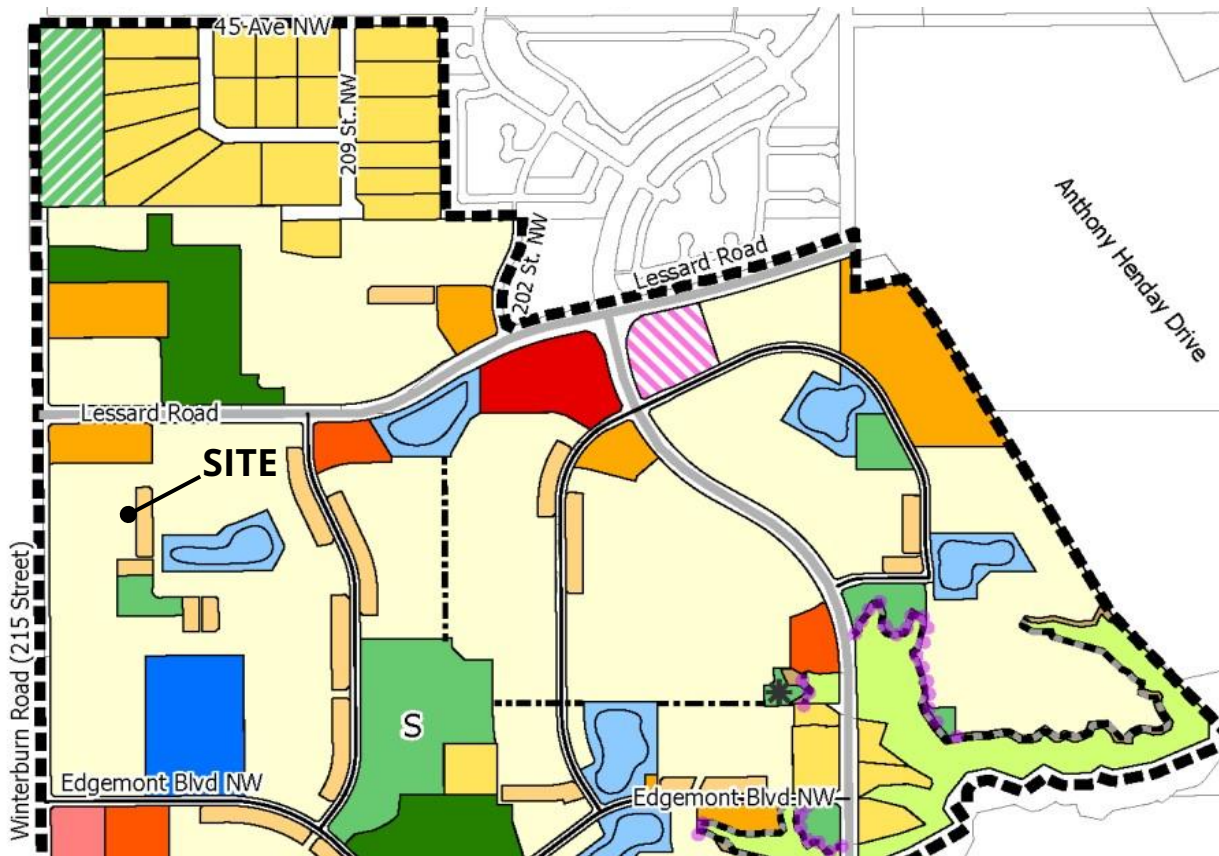 45 Ave NW
209 St. NW
202 St. NW
Lessard Road
Anthony Henday Drive
Lessard Road
SITE
Winterburn Road (215 Street)
S
Edgemont Blvd NW
Edgemont Blvd NW